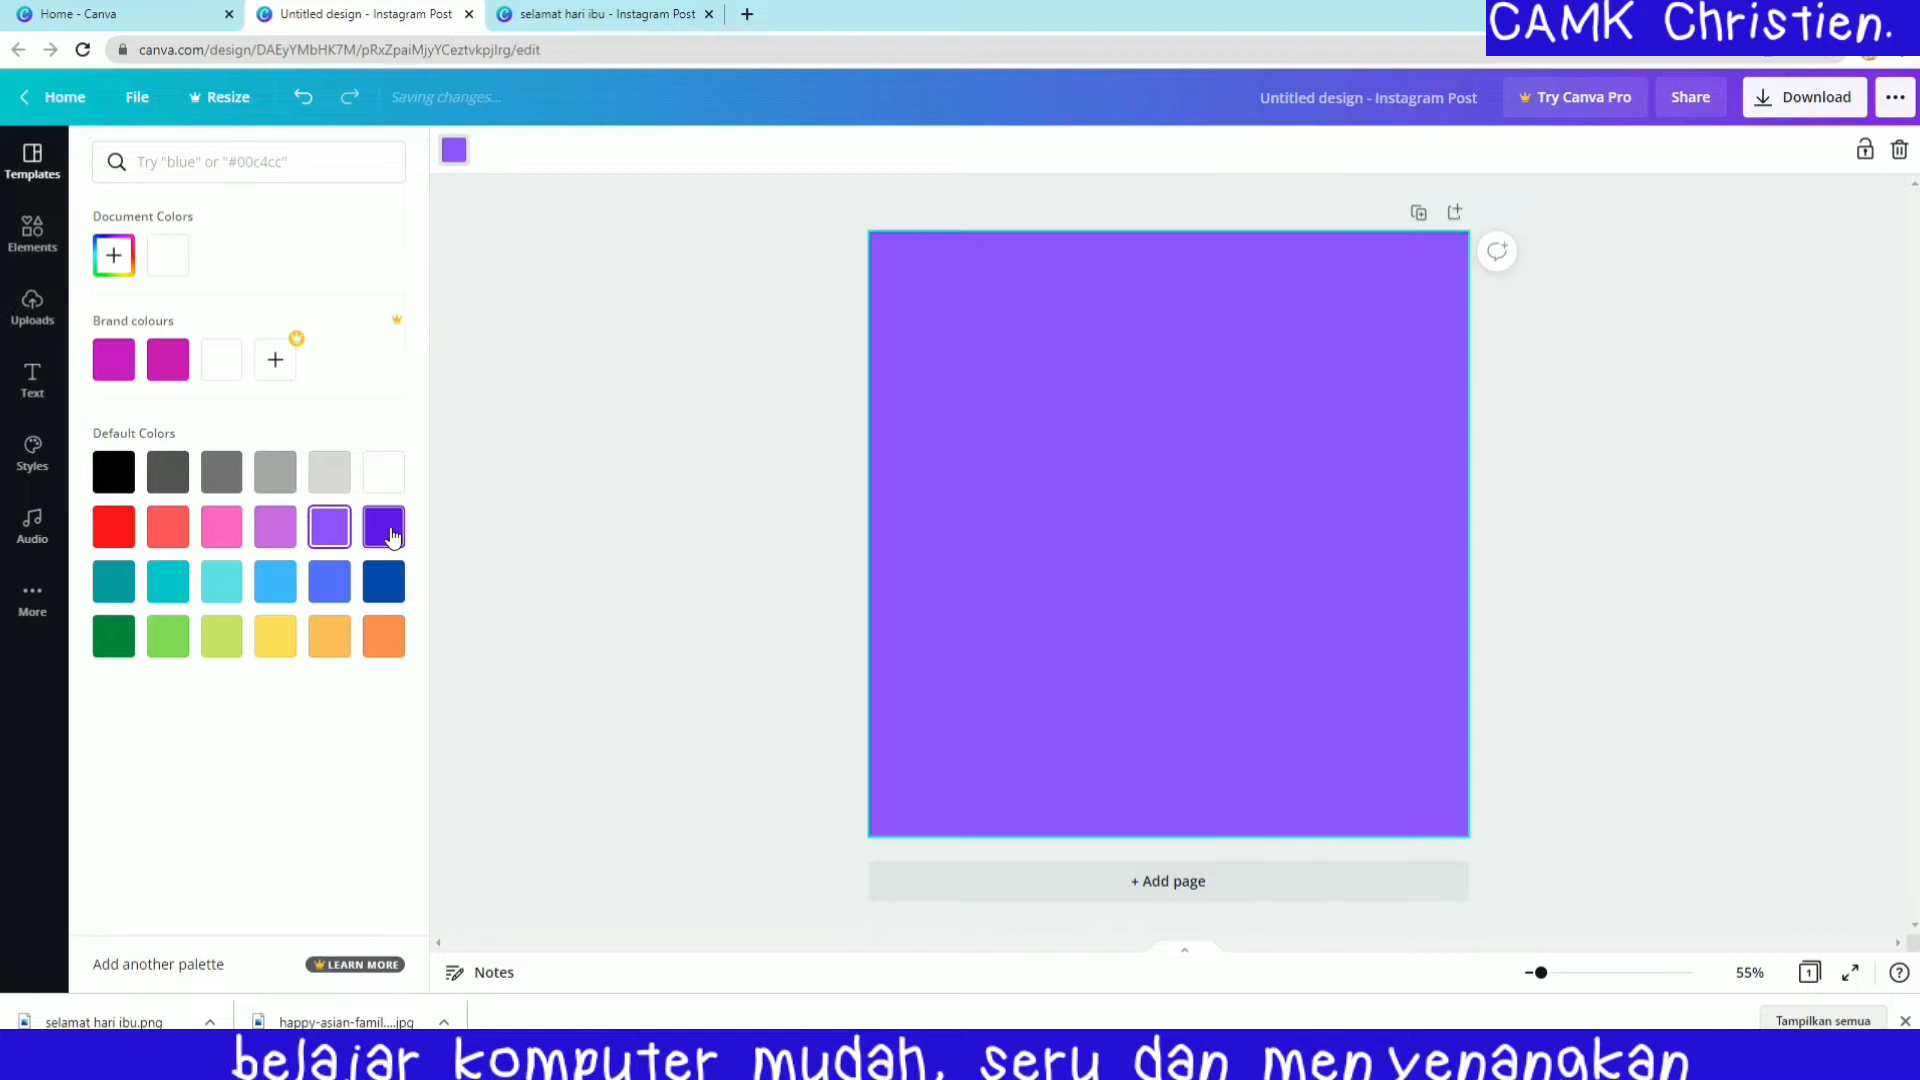 Home - Canva
Untitled design - Instagram Post
selamat hari ibu - Instagram Post
CAMK Christien.
canva.com/design/DAEyYMbHK7M/pRxZpaiMjyYCeztvkpjlrg/edit
Home
File
Resize
Saving changes...
Untitled design - Instagram Post
Try Canva Pro
Share
Download
Templates
Elements
Uploads
Text
Styles
Audio
More
Try "blue" or "#00c4cc"
Document Colors
Brand colours
Default Colors
Add another palette
LEARN MORE
+ Add page
Notes
55%
1
selamat hari ibu.png
happy-asian-famil....jpg
Tampilkan semua
belajar komputer mudah, seru dan menyenangkan